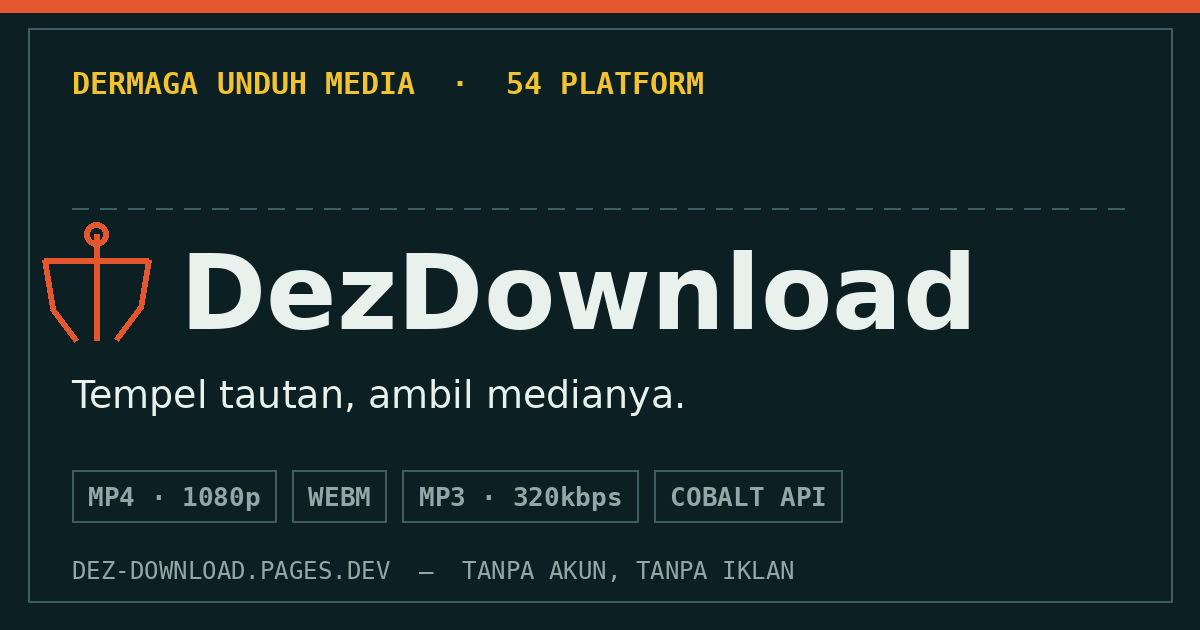 DERMAGA UNDUH MEDIA · 54 PLATFORM
DezDownload
Tempel tautan, ambil medianya.
MP4 · 1080p WEBM MP3 · 320kbps COBALT API
DEZ-DOWNLOAD.PAGES.DEV — TANPA AKUN, TANPA IKLAN